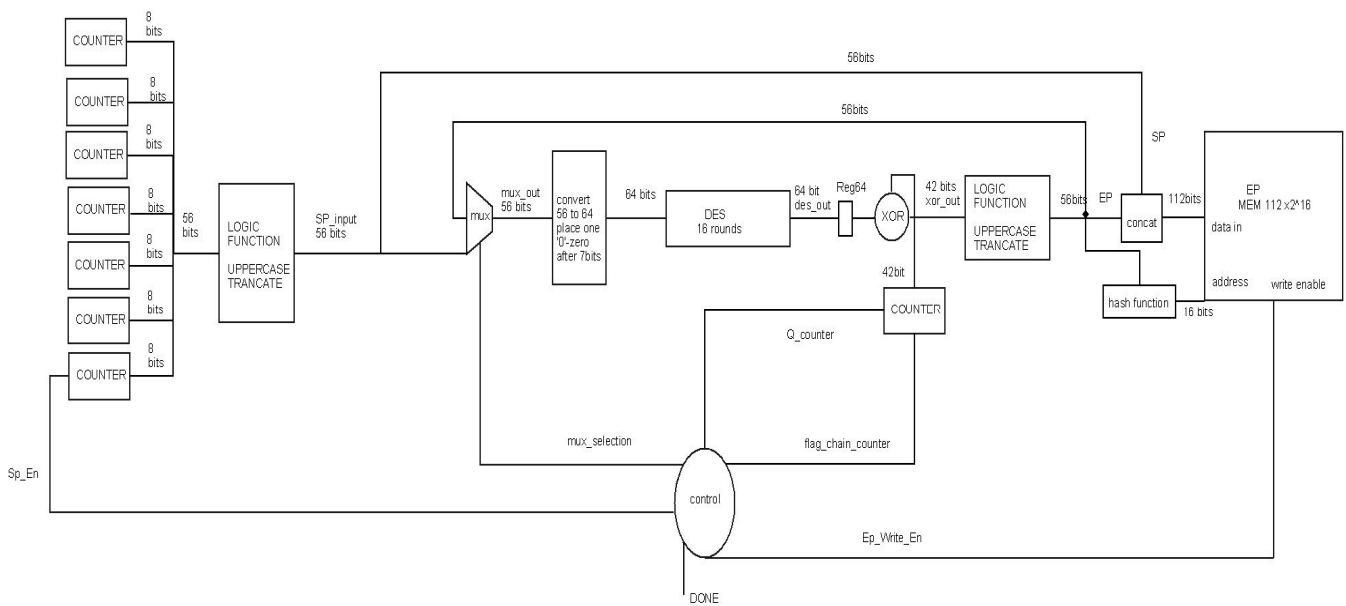 8
bits
COUNTER
8
bits
COUNTER
8
bits
COUNTER
8
bits
COUNTER
8
bits
COUNTER
8
bits
COUNTER
8
bits
COUNTER
56
bits
LOGIC
FUNCTION
UPPERCASE
TRANCATE
SP_input
56 bits
56bits
56bits
mux
mux_out
56 bits
convert
56 to 64
place one
'0'-zero
after 7bits
64 bits
DES
16 rounds
64 bit
des_out
Reg64
XOR
42 bits
xor_out
LOGIC
FUNCTION
UPPERCASE
TRANCATE
56bits
EP
SP
concat
112bits
EP
MEM 112 x2^16
data in
address
write enable
hash function
16 bits
42bit
COUNTER
Q_counter
mux_selection
flag_chain_counter
Sp_En
control
Ep_Write_En
DONE